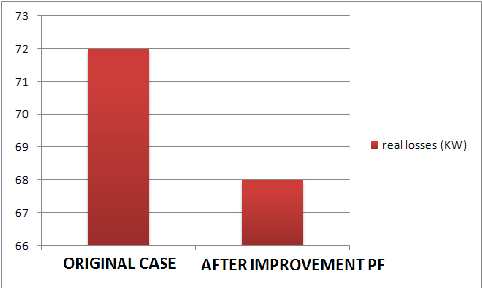 73
72
71
70
69
68
67
66
ORIGINAL CASE
AFTER IMPROVEMENT PF
real losses (KW)